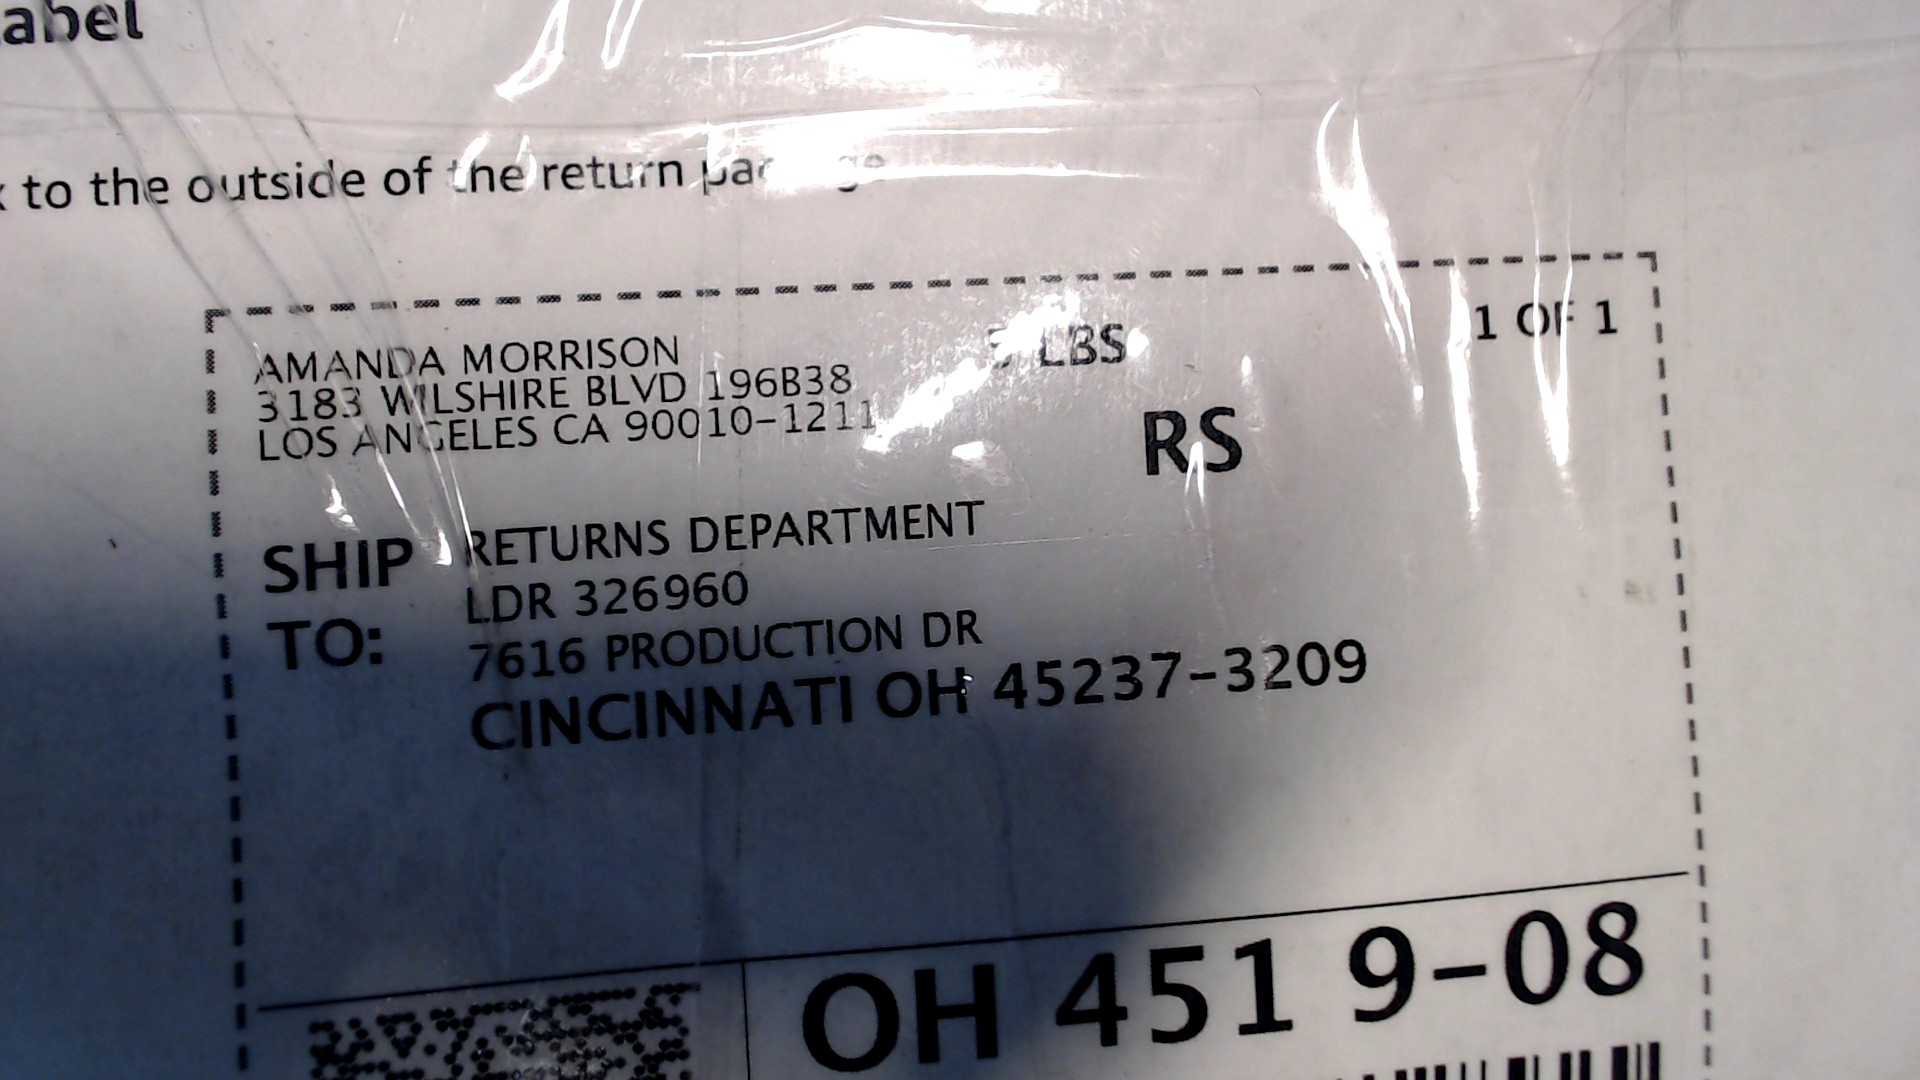 to the outside of the return
AMANDA MORRISON
3183 WILSHIRE BLVD 196B38
LOS ANGELES CA 90010-1211
LBS
1 OF 1
RS
SHIP TO:
RETURNS DEPARTMENT
LDR 326960
7616 PRODUCTION DR
CINCINNATI OH 45237-3209
OH 451 9-08